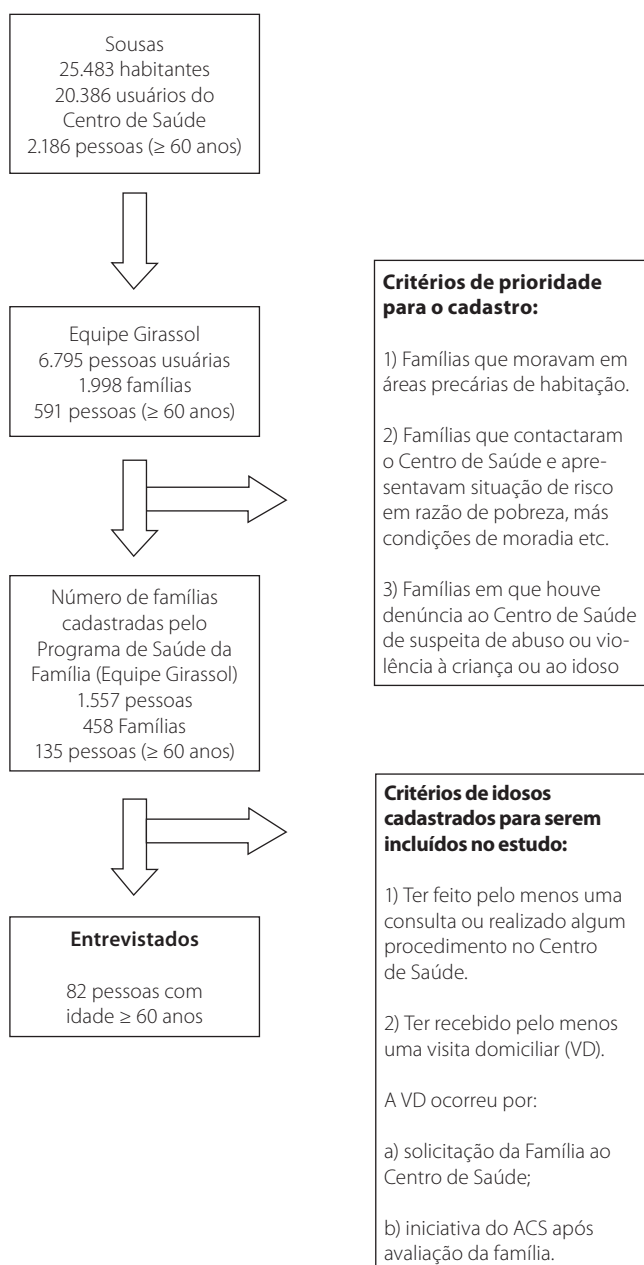 Sousas
25.483 habitantes
20.386 usuários do
Centro de Saúde
2.186 pessoas (≥ 60 anos)
Equipe Girassol
6.795 pessoas usuárias
1.998 famílias
591 pessoas (≥ 60 anos)
Critérios de prioridade
para o cadastro:
1) Famílias que moravam em
áreas precárias de habitação.
2) Famílias que contactaram
o Centro de Saúde e apre-
sentavam situação de risco
em razão de pobreza, más
condições de moradia etc.
3) Famílias em que houve
denúncia ao Centro de Saúde
de suspeita de abuso ou vio-
lência à criança ou ao idoso
Número de famílias
cadastradas pelo
Programa de Saúde da
Família (Equipe Girassol)
1.557 pessoas
458 Famílias
135 pessoas (≥ 60 anos)
Critérios de idosos
cadastrados para serem
incluídos no estudo:
1) Ter feito pelo menos uma
consulta ou realizado algum
procedimento no Centro
de Saúde.
2) Ter recebido pelo menos
uma visita domiciliar (VD).
A VD ocorreu por:
a) solicitação da Família ao
Centro de Saúde;
b) iniciativa do ACS após
avaliação da família.
Entrevistados
82 pessoas com
idade ≥ 60 anos